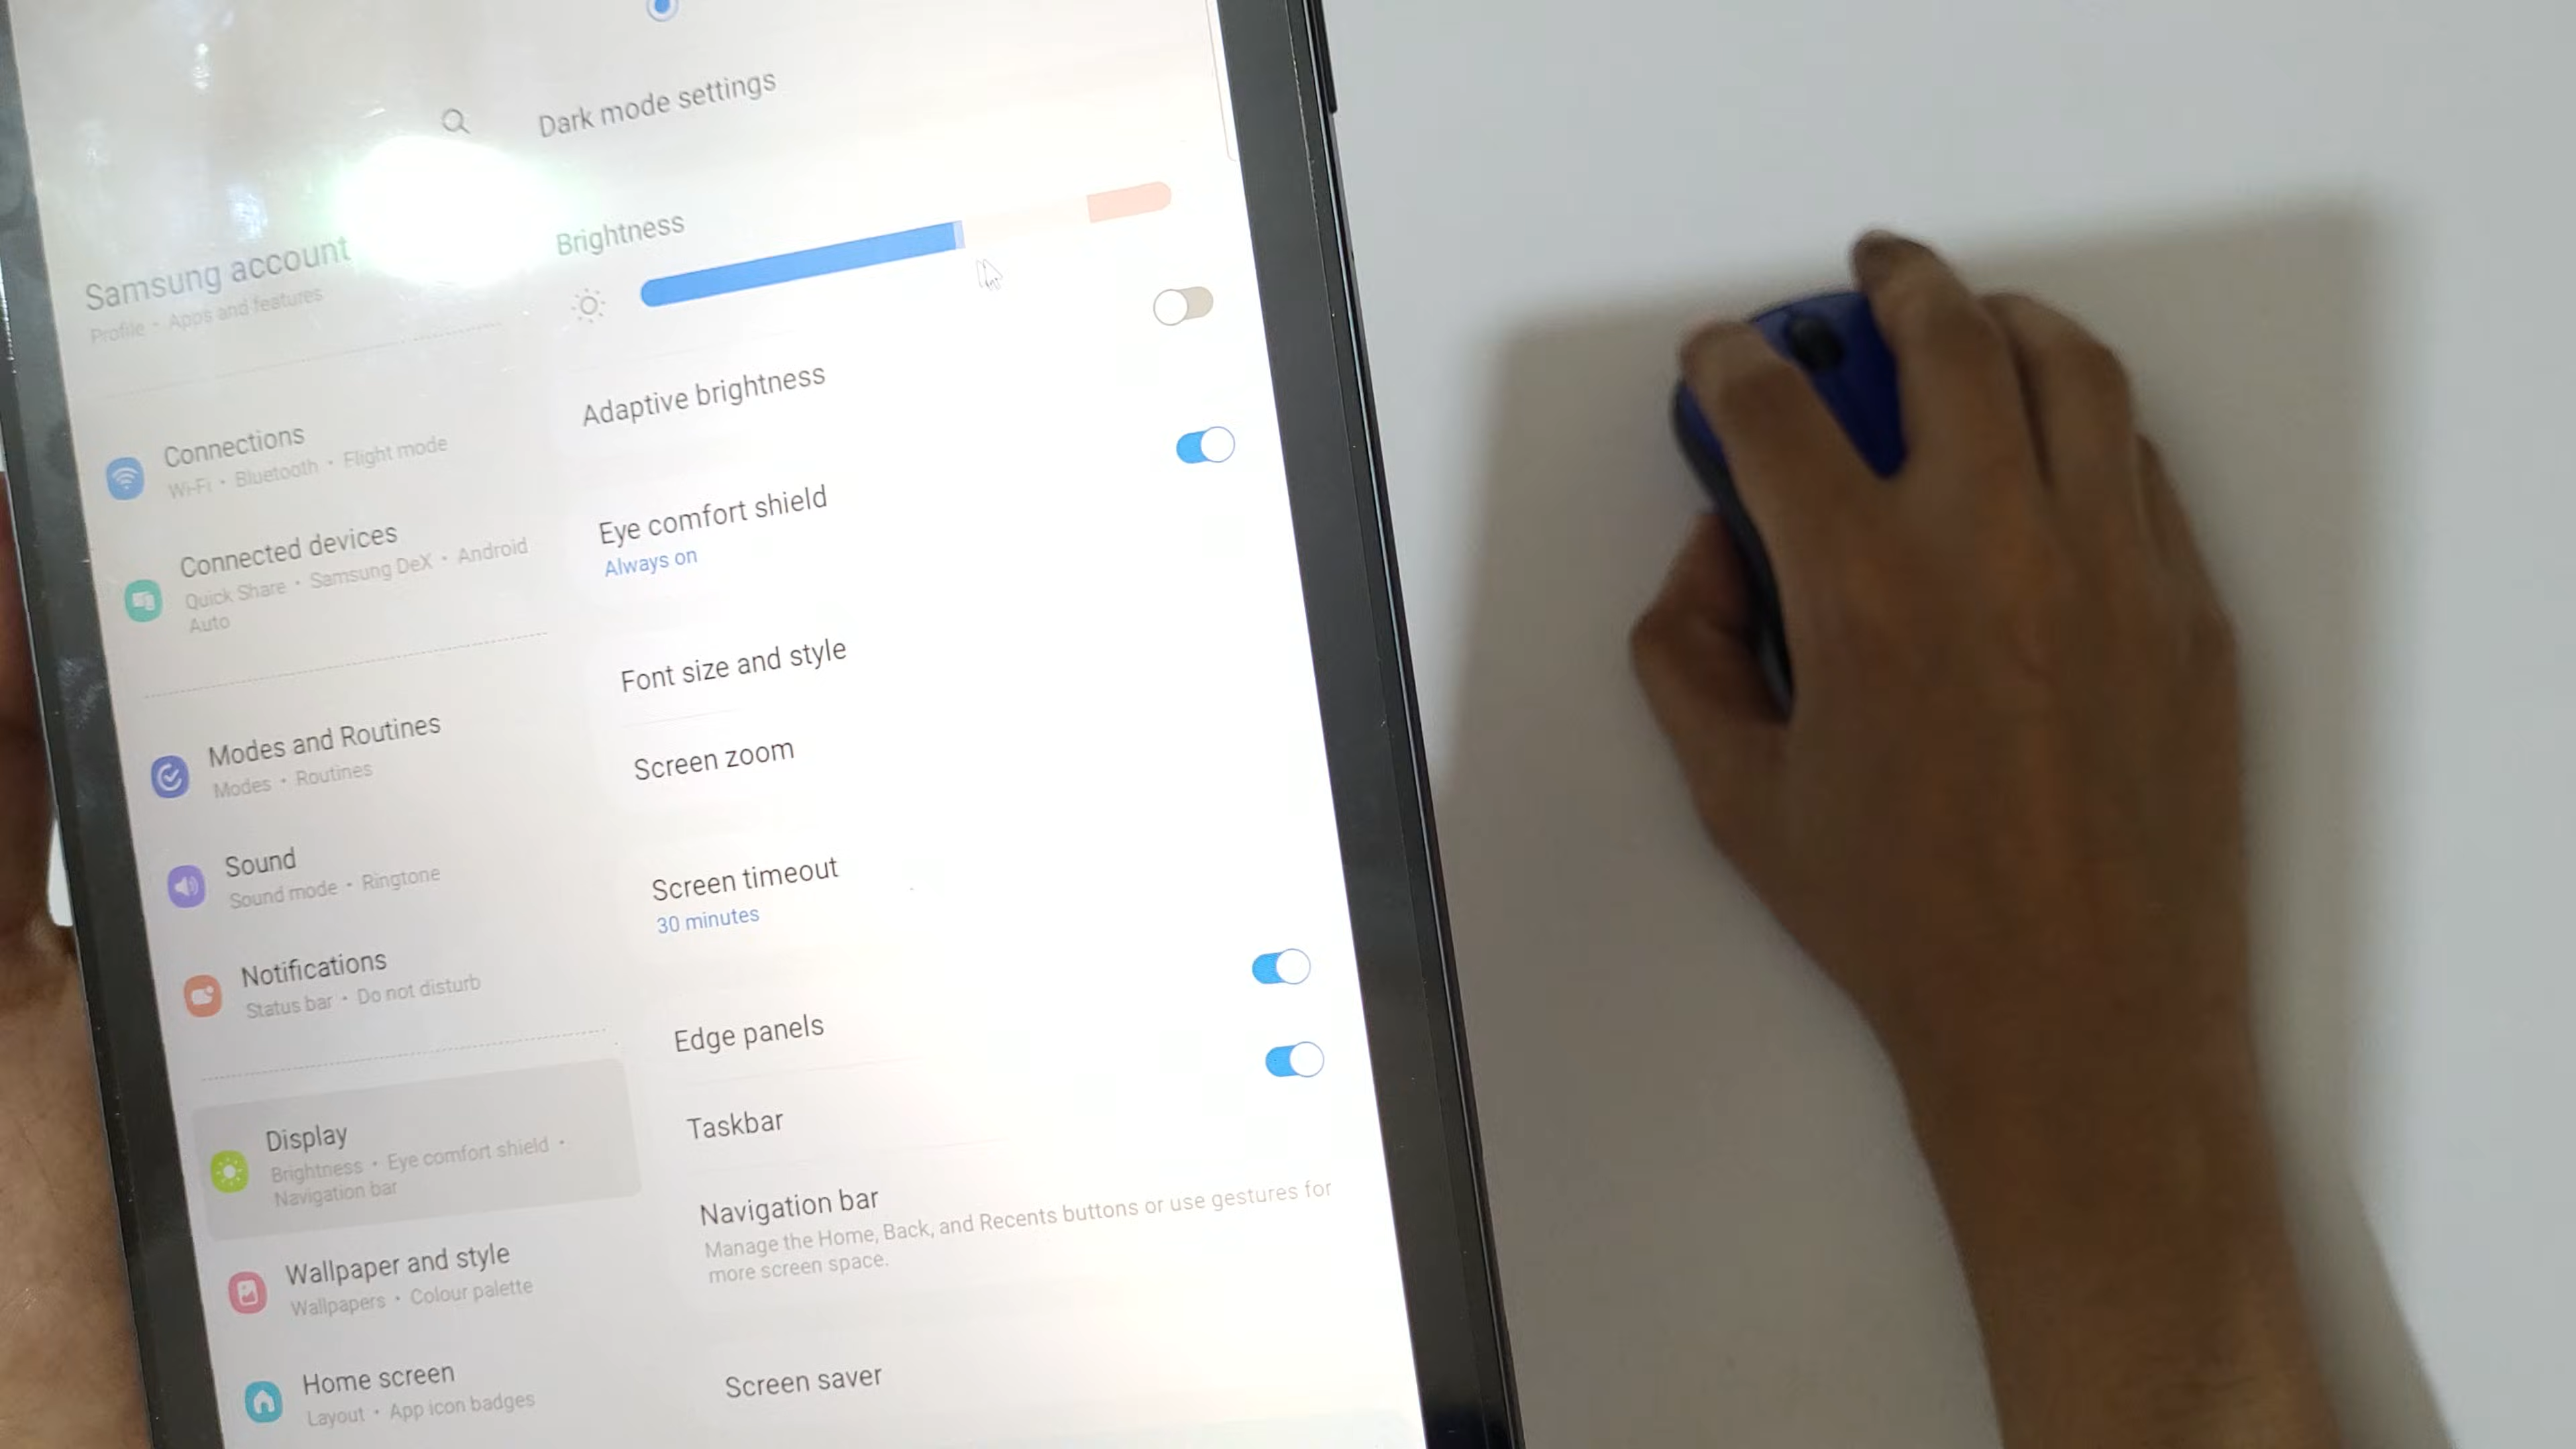 Samsung account
Profile • Apps and features
Connections
Wi-Fi • Bluetooth • Flight mode
Connected devices
Quick Share • Samsung DeX • Android
Auto
Modes and Routines
Modes • Routines
Sound
Sound mode • Ringtone
Notifications
Status bar • Do not disturb
Display
Brightness • Eye comfort shield •
Navigation bar
Wallpaper and style
Wallpapers • Colour palette
Home screen
Layout • App icon badges
Dark mode settings
Brightness
Adaptive brightness
Eye comfort shield
Always on
Font size and style
Screen zoom
Screen timeout
30 minutes
Edge panels
Taskbar
Navigation bar
Manage the Home, Back, and Recents buttons or use gestures for
more screen space.
Screen saver